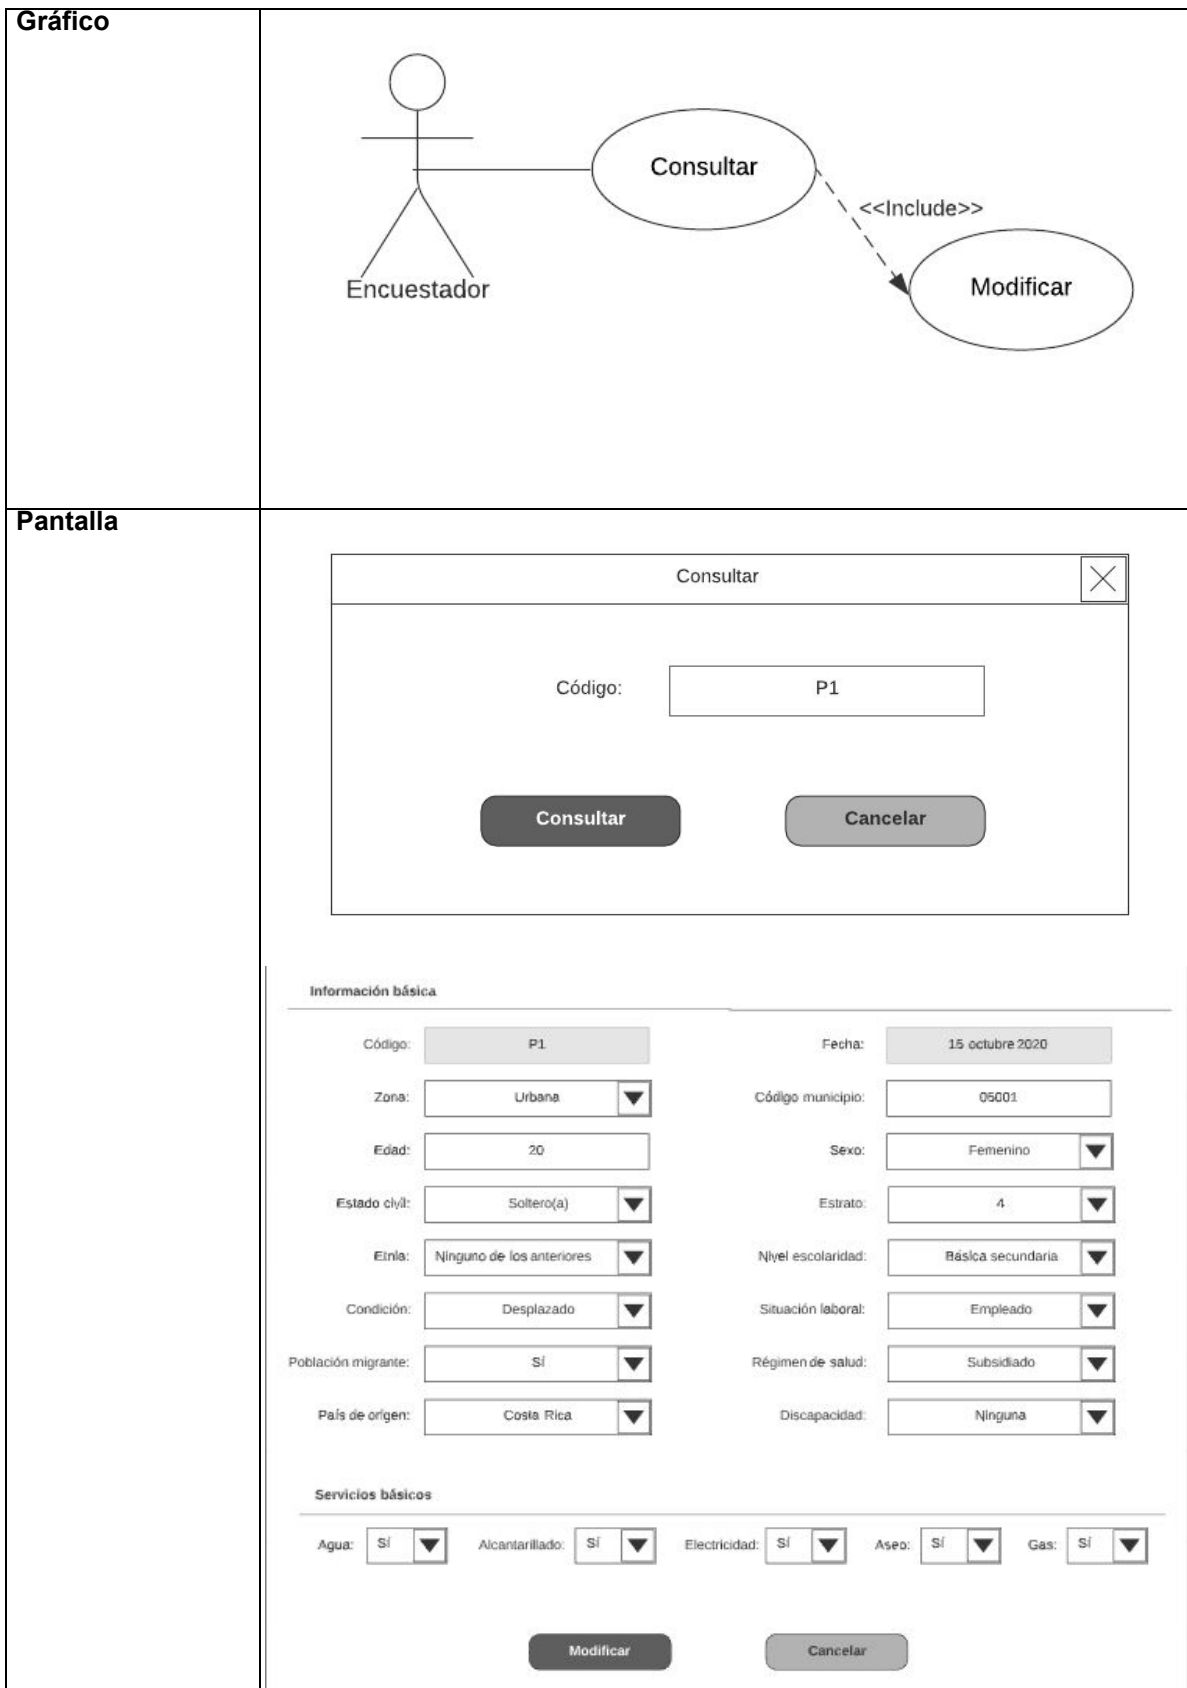 Gráfico
Consultar
<<Include>>
Modificar
Encuestador
Pantalla
Consultar
Código: P1
Consultar Cancelar
Información básica
Código: P1 Fecha: 15 octubre 2020
Zona: Urbana Código municipio: 05001
Edad: 20 Sexo: Femenino
Estado civil: Soltero(a) Estrato: 4
Etnia: Ninguno de los anteriores Nivel escolaridad: Básica secundaria
Condición: Desplazado Situación laboral: Empleado
Población migrante: Sí Régimen de salud: Subsidiado
País de origen: Costa Rica Discapacidad: Ninguna
Servicios básicos
Agua: Sí Alcantarillado: Sí Electricidad: Sí Aseo: Sí Gas: Sí
Modificar Cancelar